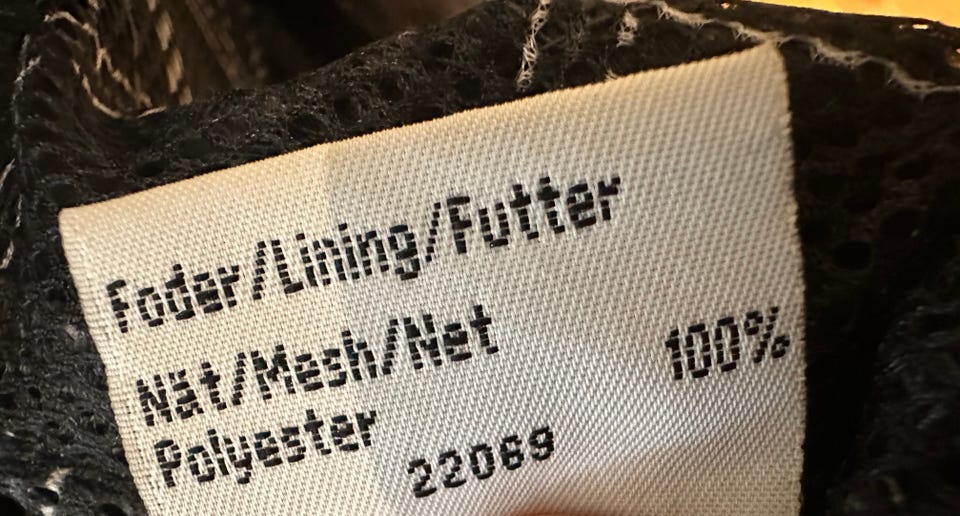 Foder/Lining/Futter
Nät/Mesh/Net
Polyester 100%
22069